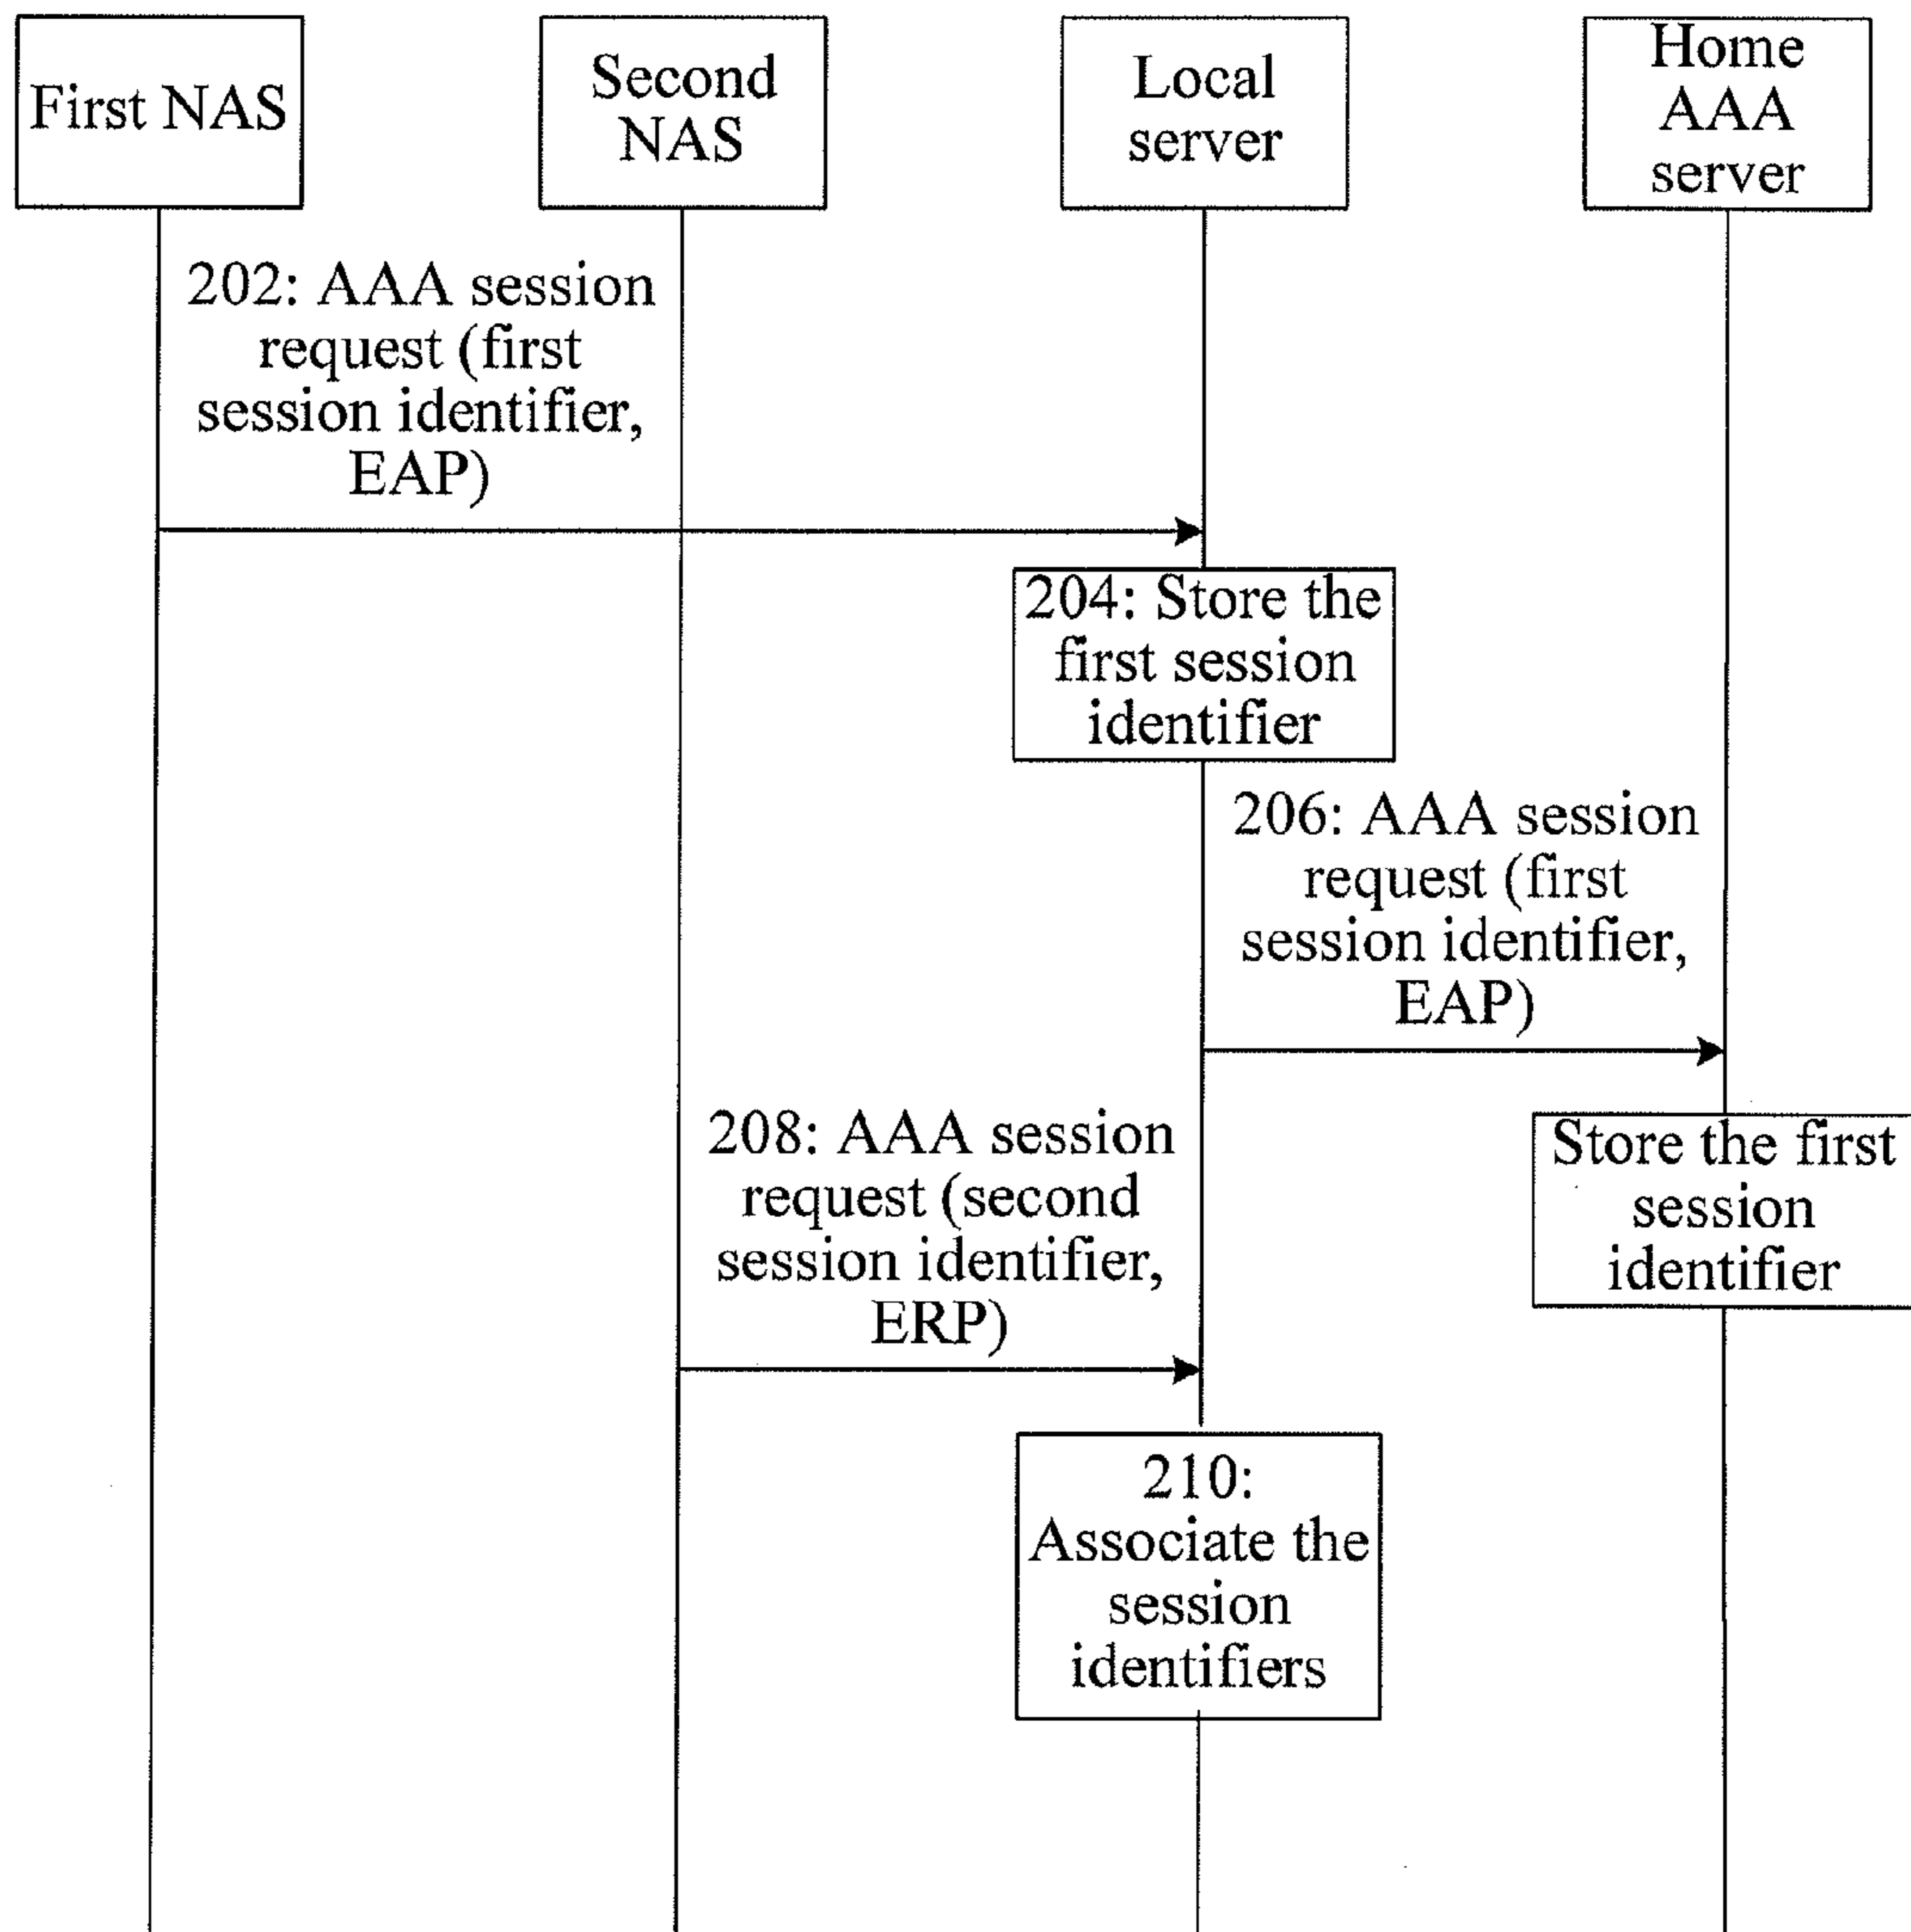 First NAS
Second
NAS
Local
server
Home
AAA
server
202: AAA session
request (first
session identifier,
EAP)
204: Store the
first session
identifier
206: AAA session
request (first
session identifier,
EAP)
208: AAA session
request (second
session identifier,
ERP)
Store the first
session
identifier
210:
Associate the
session
identifiers